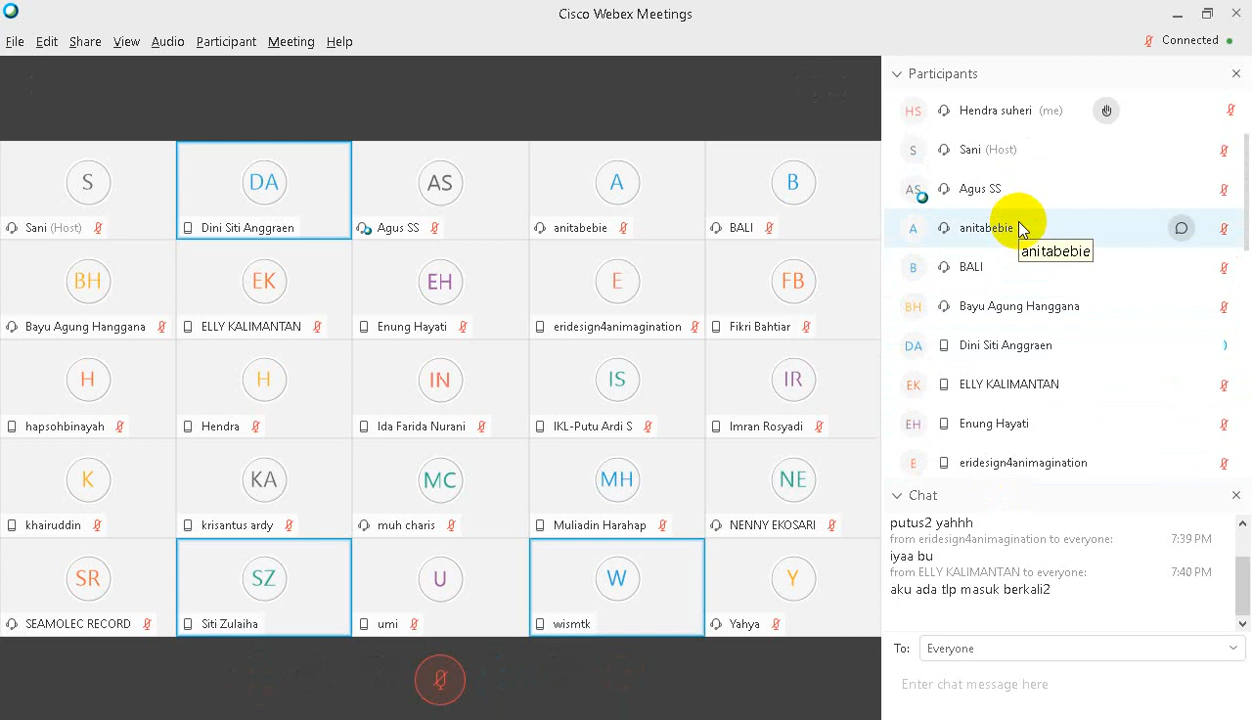 Cisco Webex Meetings
File Edit Share View Audio Participant Meeting Help
Connected
S
Sani (Host)
DA
Dini Siti Anggraen
AS
Agus SS
A
anitabebie
B
BALI
BH
Bayu Agung Hanggana
EK
ELLY KALIMANTAN
EH
Enung Hayati
E
eridesign4animagination
FB
Fikri Bahtiar
H
hapsohbinayah
H
Hendra
IN
Ida Farida Nurani
IS
IKL-Putu Ardi S
IR
Imran Rosyadi
K
khairuddin
KA
krisantus ardy
MC
muh charis
MH
Muliadin Harahap
NE
NENNY EKOSARI
SR
SEAMOLEC RECORD
SZ
Siti Zulaiha
U
umi
W
wismtk
Y
Yahya
Participants
HS Hendra suheri (me)
S Sani (Host)
AS Agus SS
A anitabebie
anitabebie
B BALI
BH Bayu Agung Hanggana
DA Dini Siti Anggraen
EK ELLY KALIMANTAN
EH Enung Hayati
E eridesign4animagination
Chat
putus2 yahhh
from eridesign4animagination to everyone: 7:39 PM
iyaa bu
from ELLY KALIMANTAN to everyone: 7:40 PM
aku ada tlp masuk berkali2
To: Everyone
Enter chat message here